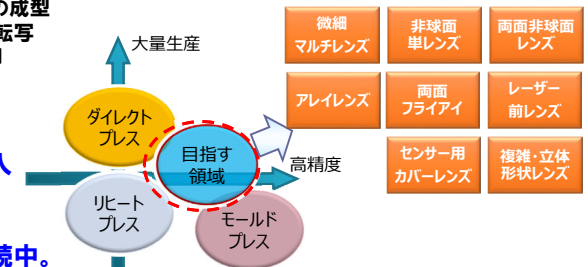 の成型
転写
大量生産
ダイレクト
プレス
目指す
領域
高精度
人
リヒート
プレス
モールド
プレス
続中。
微細
マルチレンズ
非球面
単レンズ
両面非球面
レンズ
アレイレンズ
両面
フライアイ
レーザー
前レンズ
センサー用
カバーレンズ
複雑・立体
形状レンズ